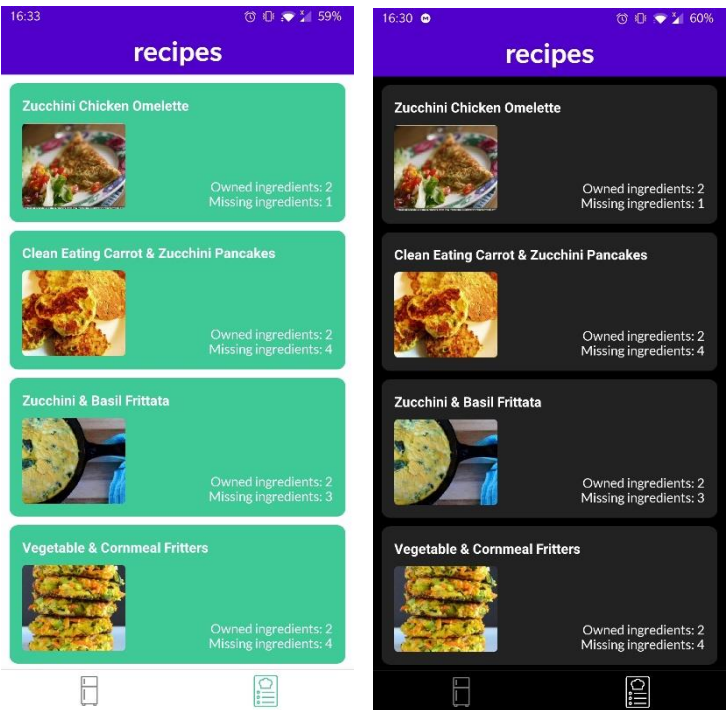 16:33
59%
recipes
Zucchini Chicken Omelette
Owned ingredients: 2
Missing ingredients: 1
Clean Eating Carrot & Zucchini Pancakes
Owned ingredients: 2
Missing ingredients: 4
Zucchini & Basil Frittata
Owned ingredients: 2
Missing ingredients: 3
Vegetable & Cornmeal Fritters
Owned ingredients: 2
Missing ingredients: 4
16:30
60%
recipes
Zucchini Chicken Omelette
Owned ingredients: 2
Missing ingredients: 1
Clean Eating Carrot & Zucchini Pancakes
Owned ingredients: 2
Missing ingredients: 4
Zucchini & Basil Frittata
Owned ingredients: 2
Missing ingredients: 3
Vegetable & Cornmeal Fritters
Owned ingredients: 2
Missing ingredients: 4